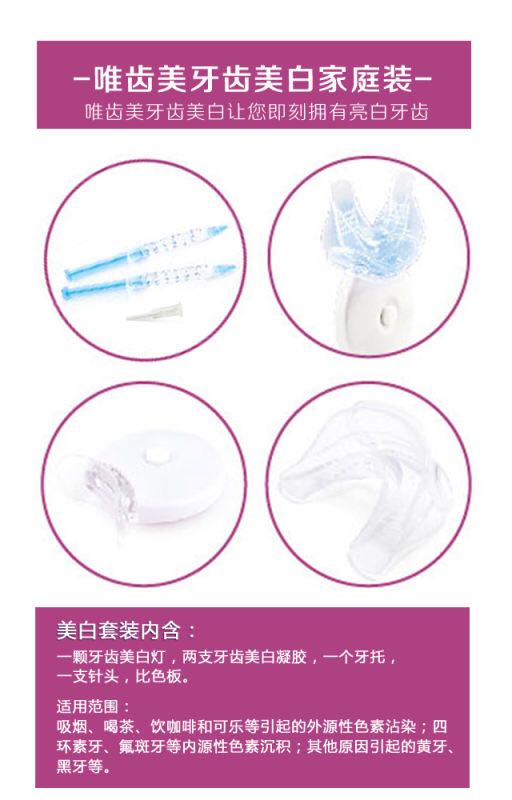 -唯齿美牙齿美白家庭装-
唯齿美牙齿美白让您即刻拥有亮白牙齿
美白套装内含：
一颗牙齿美白灯，两支牙齿美白凝胶，一个牙托，
一支针头，比色板。
适用范围：
吸烟、喝茶、饮咖啡和可乐等引起的外源性色素沾染；四
环素牙、氟斑牙等内源性色素沉积；其他原因引起的黄牙、
黑牙等。